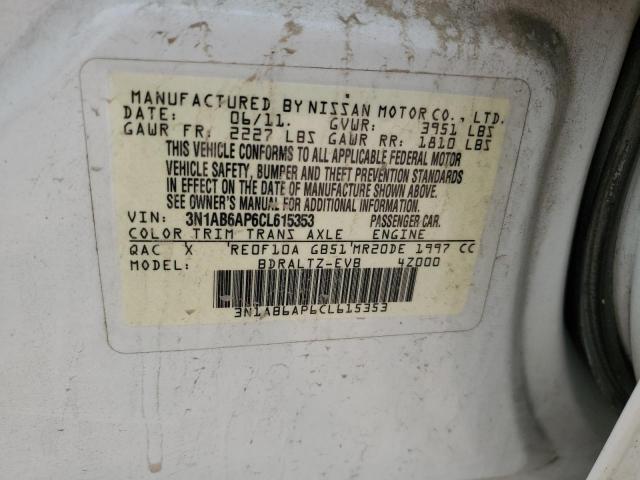 MANUFACTURED BY NISSAN MOTOR CO., LTD.
DATE: 06/11. GVWR: 3951 LBS
GAWR FR: 2227 LBS GAWR RR: 1810 LBS
THIS VEHICLE CONFORMS TO ALL APPLICABLE FEDERAL MOTOR
VEHICLE SAFETY, BUMPER AND THEFT PREVENTION STANDARDS
IN EFFECT ON THE DATE OF MANUFACTURE SHOWN ABOVE.
SEE OWNER'S MANUAL FOR ADDITIONAL INFORMATION.
VIN: 3N1AB6AP6CL615353 PASSENGER CAR.
COLOR TRIM TRANS AXLE ENGINE
QAC X RE0F10A GB51 MR20DE 1997 CC
MODEL: BDRALTZ-EVB 4Z000
3N1AB6AP6CL615353